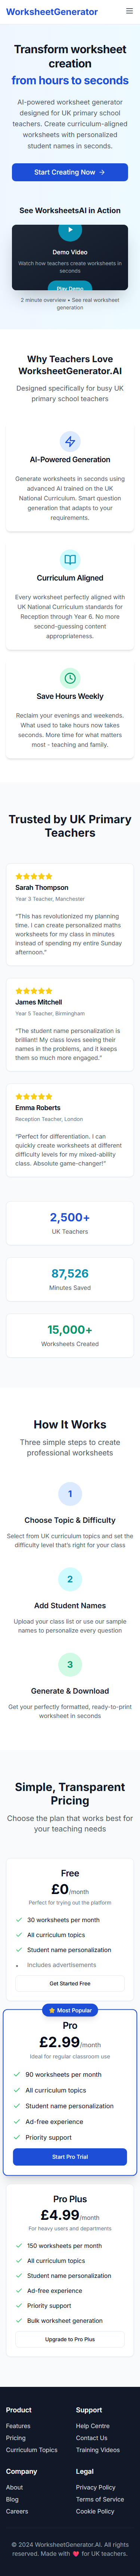 WorksheetGenerator
Transform worksheet
creation
from hours to seconds
AI-powered worksheet generator
designed for UK primary school
teachers. Create curriculum-aligned
worksheets with personalized
student names in seconds.
Start Creating Now →
See WorksheetsAI in Action
Demo Video
Watch how teachers create worksheets in
seconds
Play Demo
2 minute overview • See real worksheet
generation
Why Teachers Love
WorksheetGenerator.AI
Designed specifically for busy UK
primary school teachers
AI-Powered Generation
Generate worksheets in seconds using
advanced AI trained on the UK
National Curriculum. Smart question
generation that adapts to your
requirements.
Curriculum Aligned
Every worksheet perfectly aligned with
UK National Curriculum standards for
Reception through Year 6. No more
second-guessing content
appropriateness.
Save Hours Weekly
Reclaim your evenings and weekends.
What used to take hours now takes
seconds. More time for what matters
most - teaching and family.
Trusted by UK Primary
Teachers
Sarah Thompson
Year 3 Teacher, Manchester
"This has revolutionized my planning
time. I can create personalized maths
worksheets for my class in minutes
instead of spending my entire Sunday
afternoon."
James Mitchell
Year 5 Teacher, Birmingham
"The student name personalization is
brilliant! My class loves seeing their
names in the problems, and it keeps
them so much more engaged."
Emma Roberts
Reception Teacher, London
"Perfect for differentiation. I can
quickly create worksheets at different
difficulty levels for my mixed-ability
class. Absolute game-changer!"
2,500+
UK Teachers
87,526
Minutes Saved
15,000+
Worksheets Created
How It Works
Three simple steps to create
professional worksheets
1
Choose Topic & Difficulty
Select from UK curriculum topics and set the
difficulty level that's right for your class
2
Add Student Names
Upload your class list or use our sample
names to personalize every question
3
Generate & Download
Get your perfectly formatted, ready-to-print
worksheet in seconds
Simple, Transparent
Pricing
Choose the plan that works best for
your teaching needs
Free
£0/month
Perfect for trying out the platform
30 worksheets per month
All curriculum topics
Student name personalization
Includes advertisements
Get Started Free
Most Popular
Pro
£2.99/month
Ideal for regular classroom use
90 worksheets per month
All curriculum topics
Student name personalization
Ad-free experience
Priority support
Start Pro Trial
Pro Plus
£4.99/month
For heavy users and departments
150 worksheets per month
All curriculum topics
Student name personalization
Ad-free experience
Priority support
Bulk worksheet generation
Upgrade to Pro Plus
Product
Features
Pricing
Curriculum Topics
Support
Help Centre
Contact Us
Training Videos
Company
About
Blog
Careers
Legal
Privacy Policy
Terms of Service
Cookie Policy
© 2024 WorksheetGenerator.AI. All rights
reserved. Made with ❤️ for UK teachers.